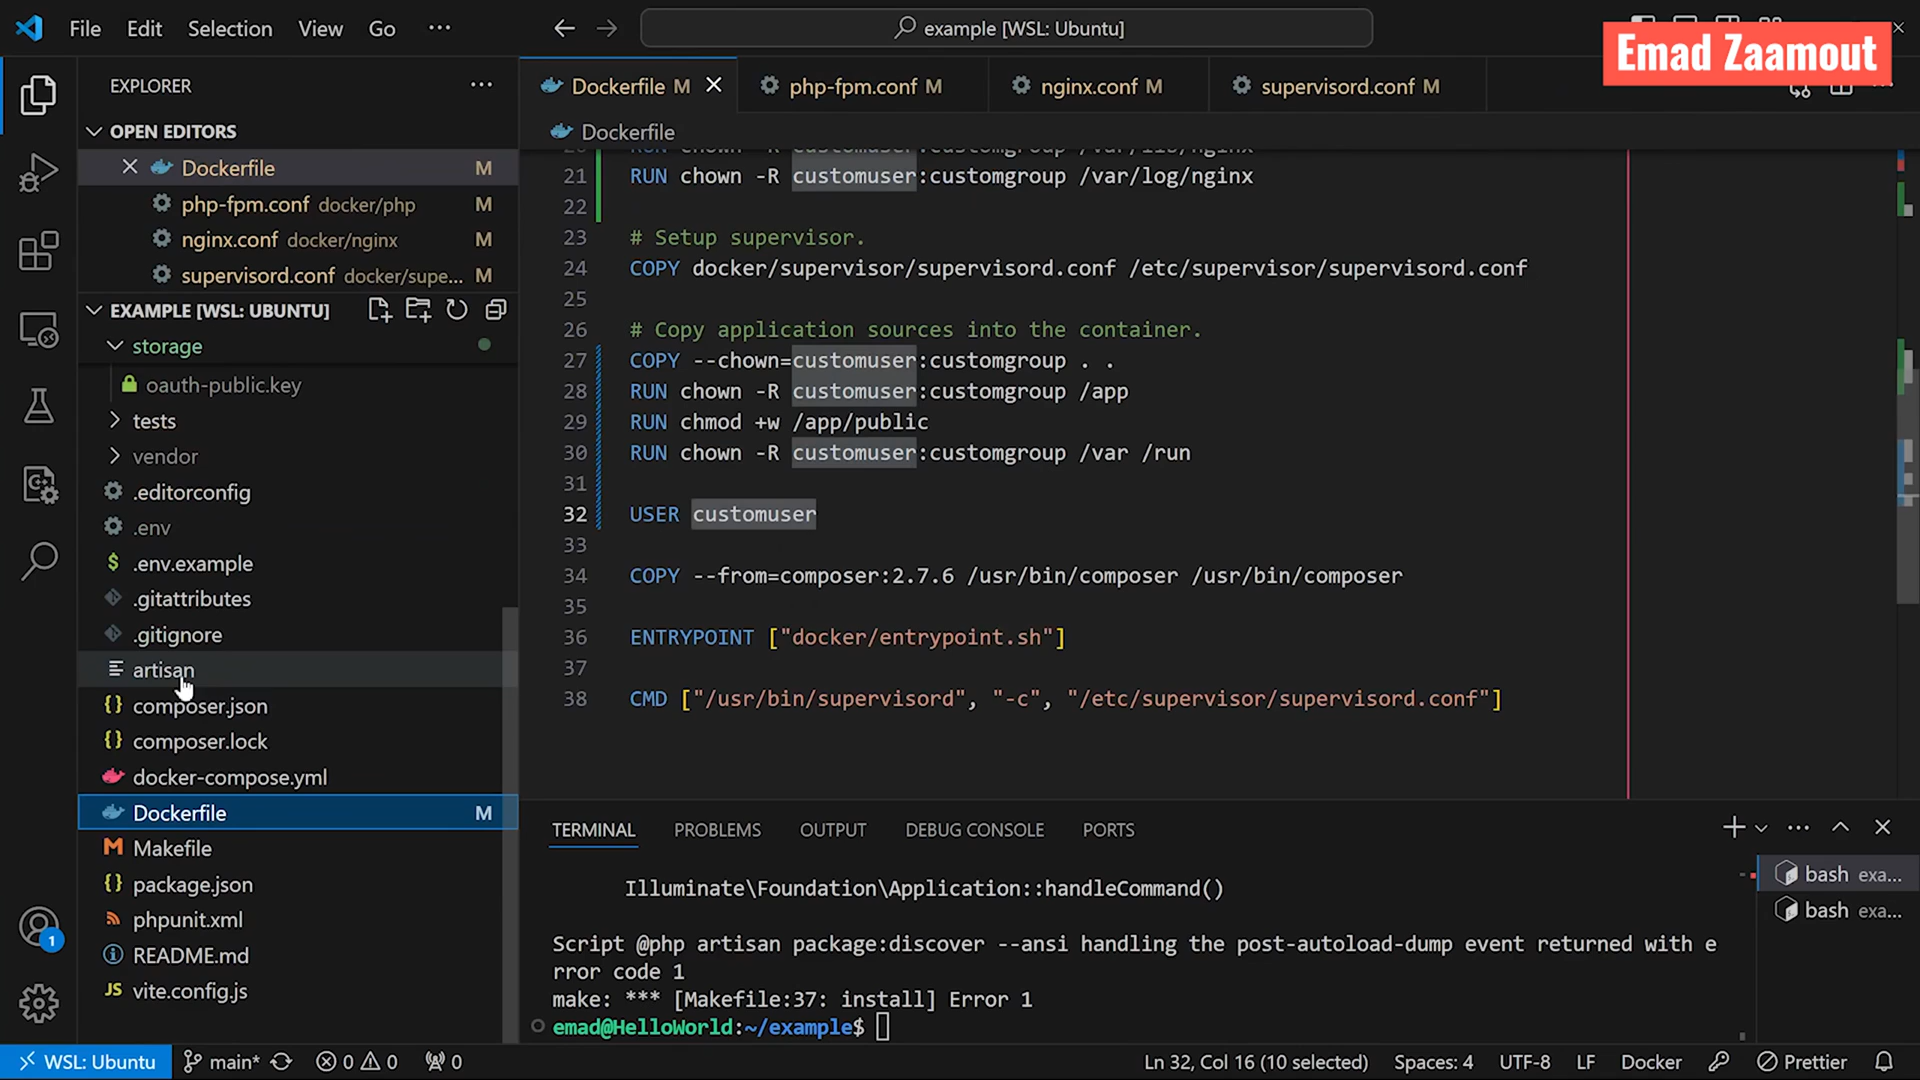 File Edit Selection View Go ···
example [WSL: Ubuntu]
Emad Zaamout
EXPLORER
OPEN EDITORS
Dockerfile M
php-fpm.conf docker/php M
nginx.conf docker/nginx M
supervisord.conf docker/supe... M
EXAMPLE [WSL: UBUNTU]
storage
oauth-public.key
tests
vendor
.editorconfig
.env
.env.example
.gitattributes
.gitignore
artisan
composer.json
composer.lock
docker-compose.yml
Dockerfile M
Makefile
package.json
phpunit.xml
README.md
vite.config.js
1
Dockerfile M php-fpm.conf M nginx.conf M supervisord.conf M
Dockerfile
21 RUN chown -R customuser:customgroup /var/log/nginx
22
23 # Setup supervisor.
24 COPY docker/supervisor/supervisord.conf /etc/supervisor/supervisord.conf
25
26 # Copy application sources into the container.
27 COPY --chown=customuser:customgroup . .
28 RUN chown -R customuser:customgroup /app
29 RUN chmod +w /app/public
30 RUN chown -R customuser:customgroup /var /run
31
32 USER customuser
33
34 COPY --from=composer:2.7.6 /usr/bin/composer /usr/bin/composer
35
36 ENTRYPOINT ["docker/entrypoint.sh"]
37
38 CMD ["/usr/bin/supervisord", "-c", "/etc/supervisor/supervisord.conf"]
TERMINAL PROBLEMS OUTPUT DEBUG CONSOLE PORTS
Illuminate\Foundation\Application::handleCommand()
Script @php artisan package:discover --ansi handling the post-autoload-dump event returned with e
rror code 1
make: *** [Makefile:37: install] Error 1
emad@HelloWorld:~/example$
bash exa...
bash exa...
WSL: Ubuntu main* 0 0 0 Ln 32, Col 16 (10 selected) Spaces: 4 UTF-8 LF Docker Prettier